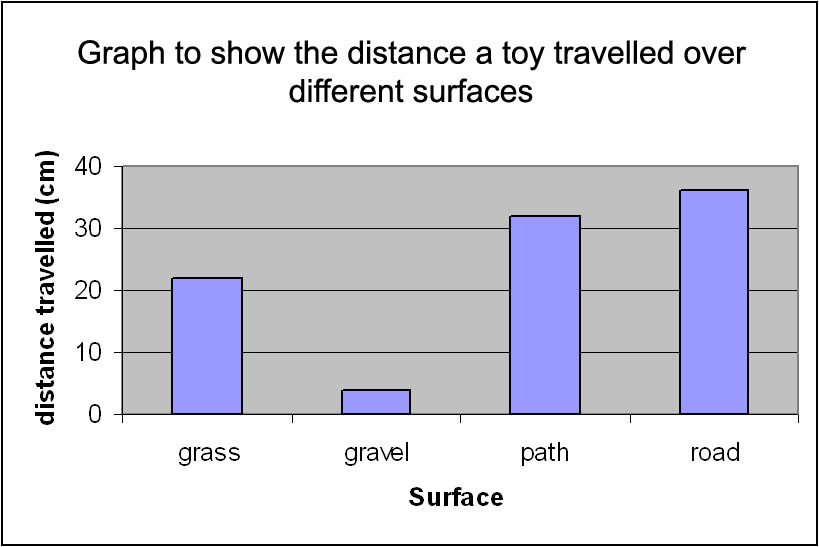 Graph to show the distance a toy travelled over
different surfaces
distance travelled (cm)
40
30
20
10
0
grass gravel path road
Surface